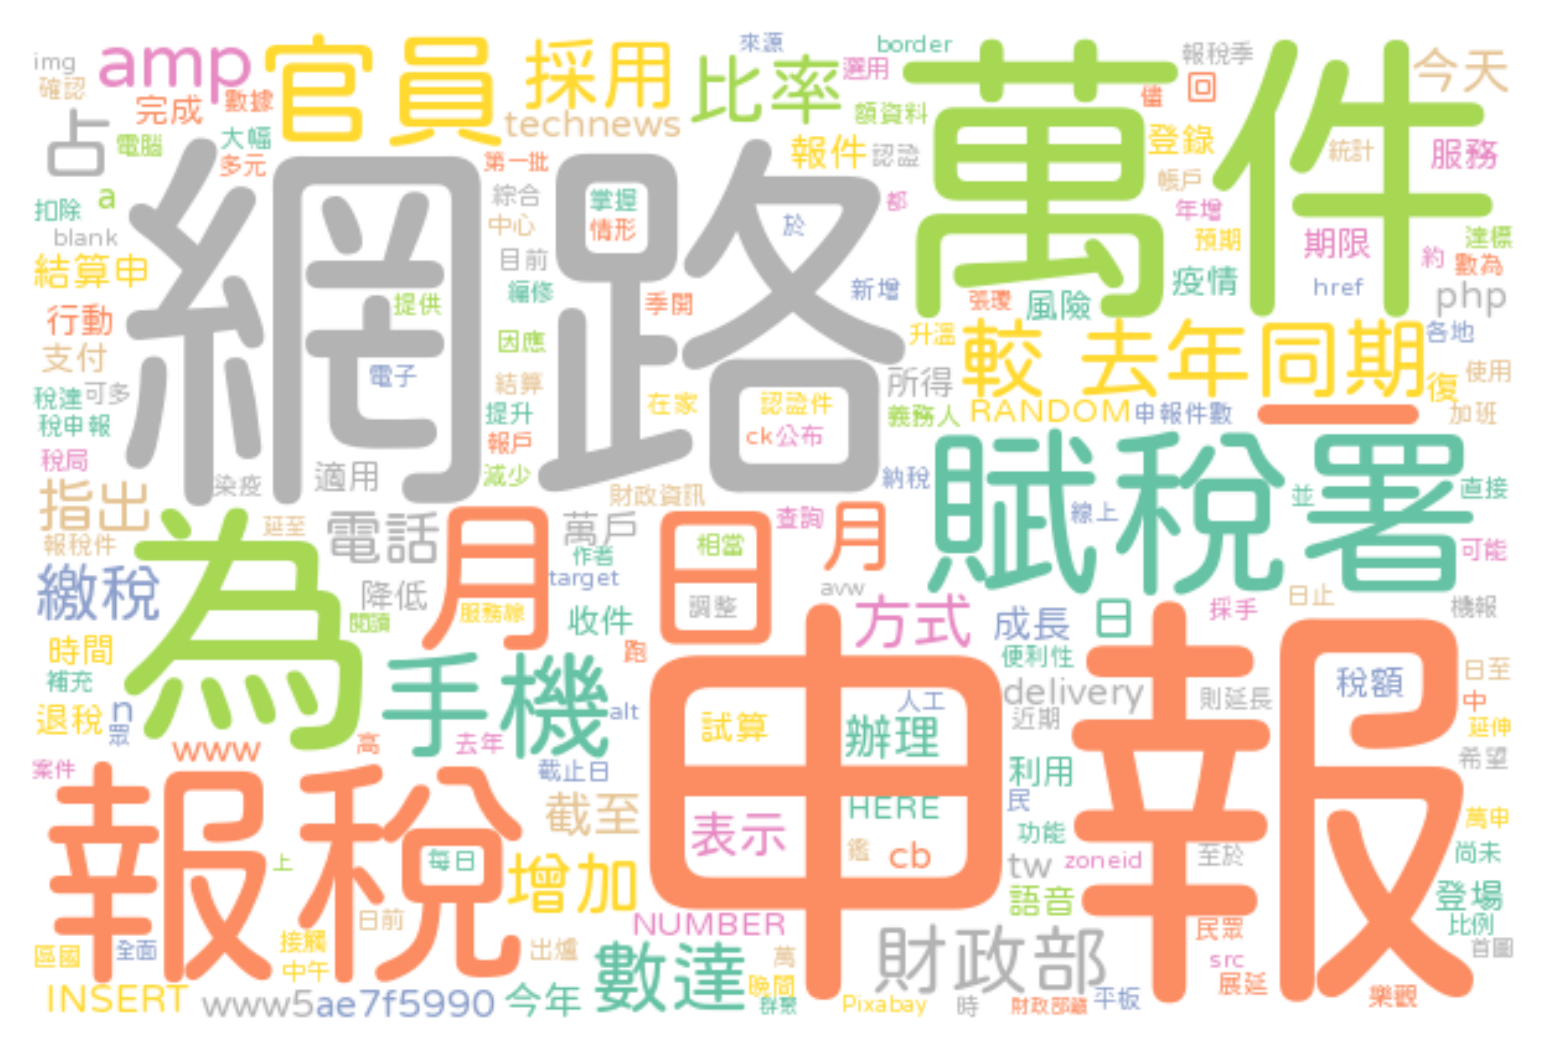 img
amp
官員
採用
比率
來源
選用
border
萬件
報稅季
今天
確認
完成
數據
technews
額資料
儘
回
占
電腦
大幅
多元
第一批
報件
認證
登錄
統計
服務
網路
扣除
a
綜合
掌握
於
都
帳戶
年增
blank
中心
情形
預期
期限
達標
約
數為
結算申
目前
疫情
提供
編修
季開
新增
張璦
風險
href
php
行動
因應
升溫
較
去年同期
各地
支付
電子
結算
所得
復
使用
稅達
可多
提升
在家
認證件
義務人
RANDOM
申報件數
一
加班
稅申報
報戶
ck
公布
賦稅署
稅局
染疫
適用
減少
財政資訊
納稅
並
直接
指出
延至
電話
月
萬戶
日
查詢
月
線上
報稅件
為
作者
相當
可能
繳稅
降低
target
avw
閱讀
服務線
收件
調整
方式
成長
日
採手
日止
機報
時間
手機
跑
便利性
補充
delivery
則延長
稅額
日至
退稅
n
alt
申報
人工
近期
中
眾
試算
辦理
延伸
www
高
去年
案件
截止日
利用
希望
報稅
截至
表示
HERE
民
功能
萬申
上
每日
增加
鑑
cb
tw
zoneid
至於
尚未
語音
登場
日前
NUMBER
民眾
比例
區國
全面
接觸
出爐
數達
萬
財政部
src
首圖
中午
晚間
展延
INSERT
www5ae7f5990
今年
群聚
Pixabay
時
平板
樂觀